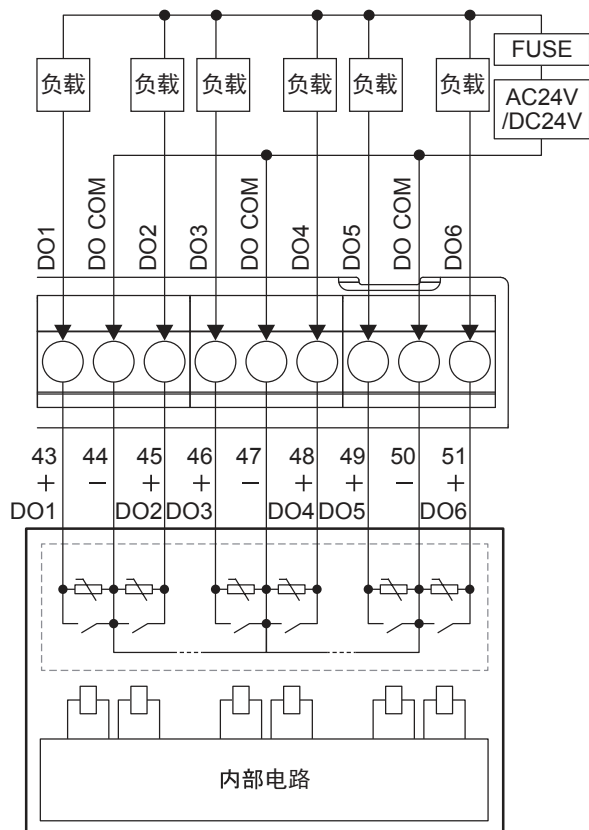 FUSE
负载 负载 负载 负载 负载 负载
AC24V
/DC24V
DO1 DO COM DO2 DO3 DO COM DO4 DO5 DO COM DO6
43 44 45 46 47 48 49 50 51
+ − + + − + + − +
DO1 DO2 DO3 DO4 DO5 DO6
内部电路